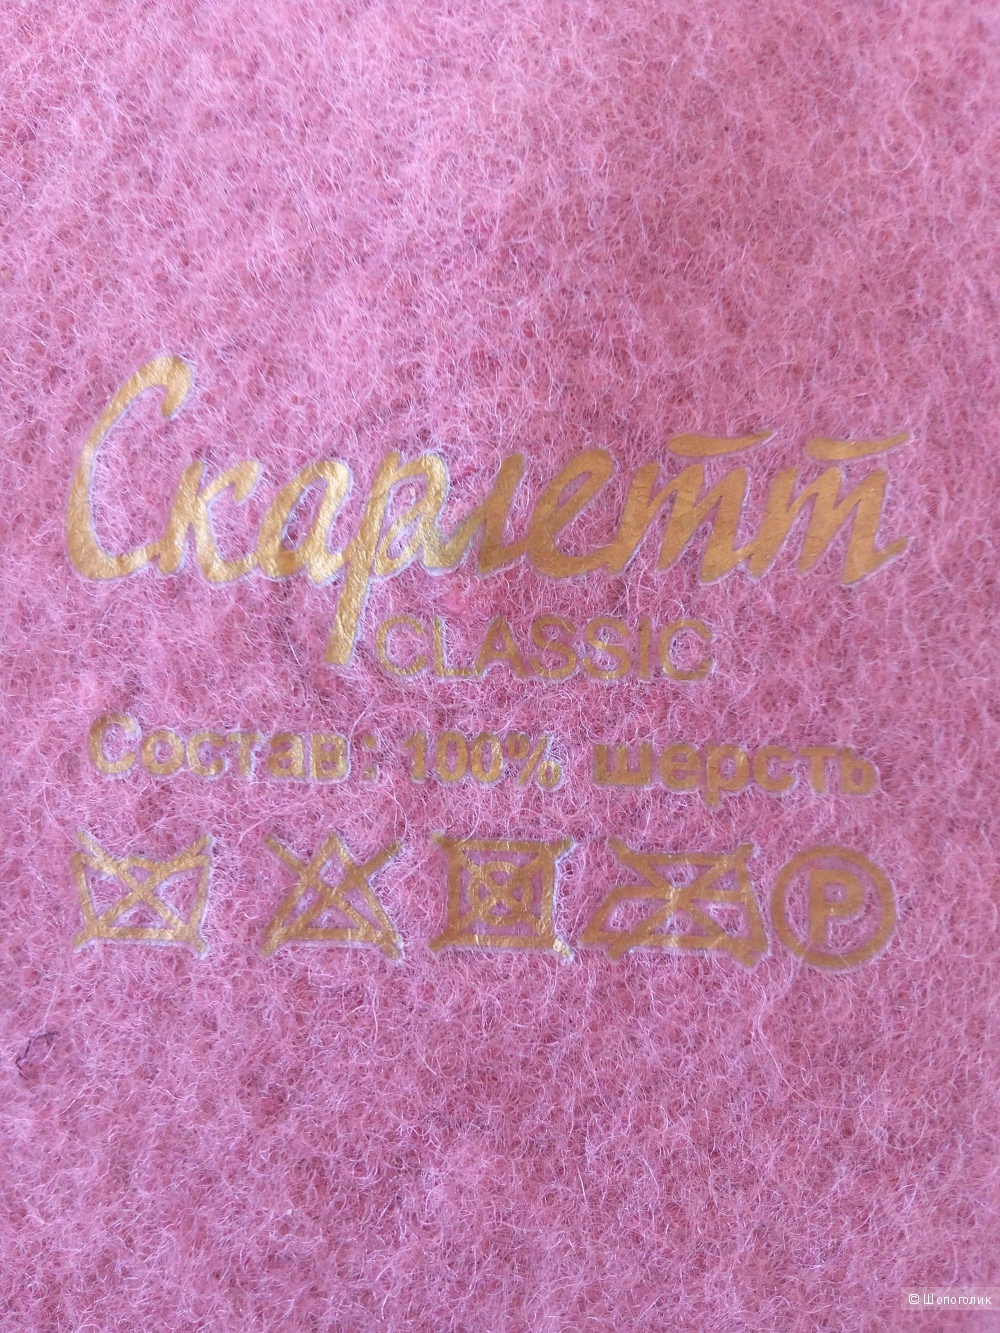 Скарлетт
CLASSIC
Состав: 100% шерсть
P
© Шопоголик